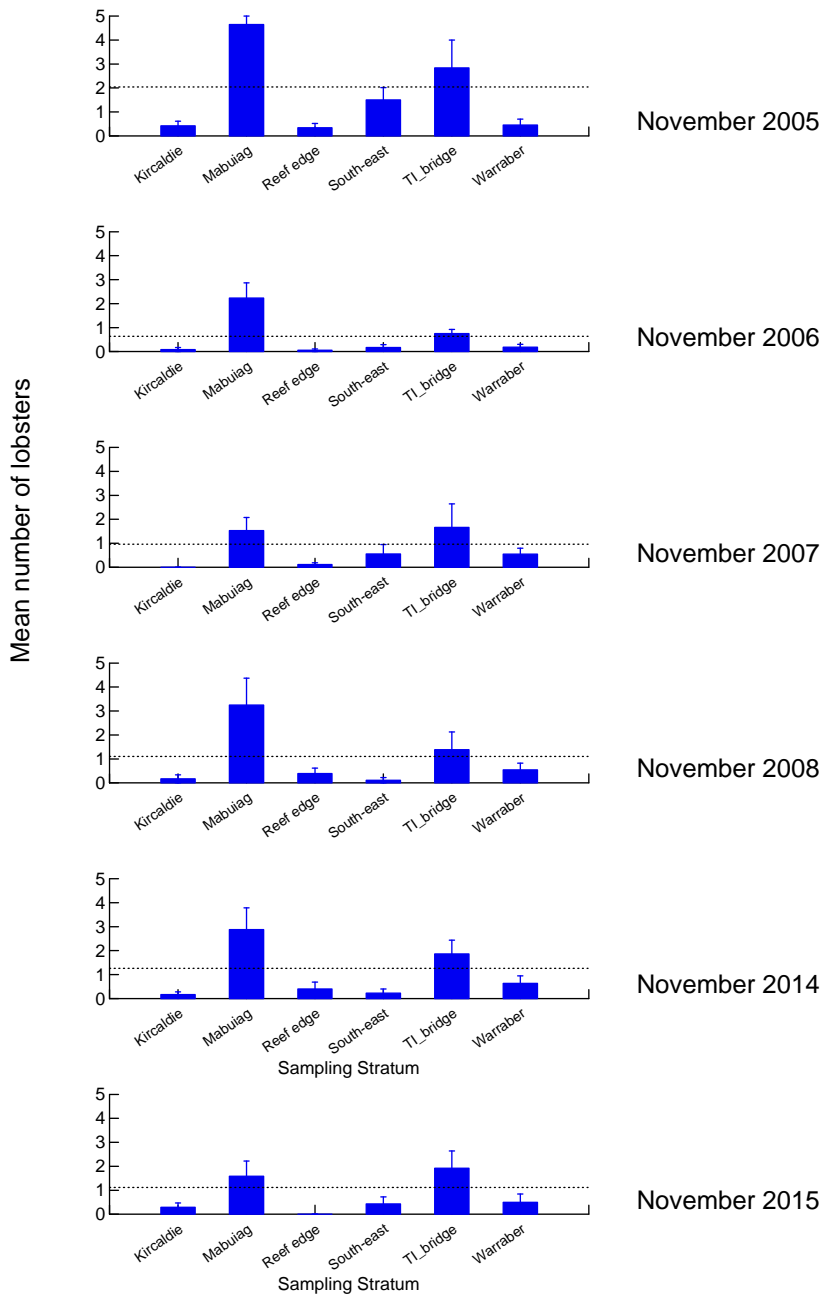 Mean number of lobsters
5
4
3
2
1
0
Kircaldie
Mabuiag
Reef edge
South-east
TI_bridge
Warraber
November 2005
5
4
3
2
1
0
Kircaldie
Mabuiag
Reef edge
South-east
TI_bridge
Warraber
November 2006
5
4
3
2
1
0
Kircaldie
Mabuiag
Reef edge
South-east
TI_bridge
Warraber
November 2007
5
4
3
2
1
0
Kircaldie
Mabuiag
Reef edge
South-east
TI_bridge
Warraber
November 2008
5
4
3
2
1
0
Kircaldie
Mabuiag
Reef edge
South-east
TI_bridge
Warraber
Sampling Stratum
November 2014
5
4
3
2
1
0
Kircaldie
Mabuiag
Reef edge
South-east
TI_bridge
Warraber
Sampling Stratum
November 2015